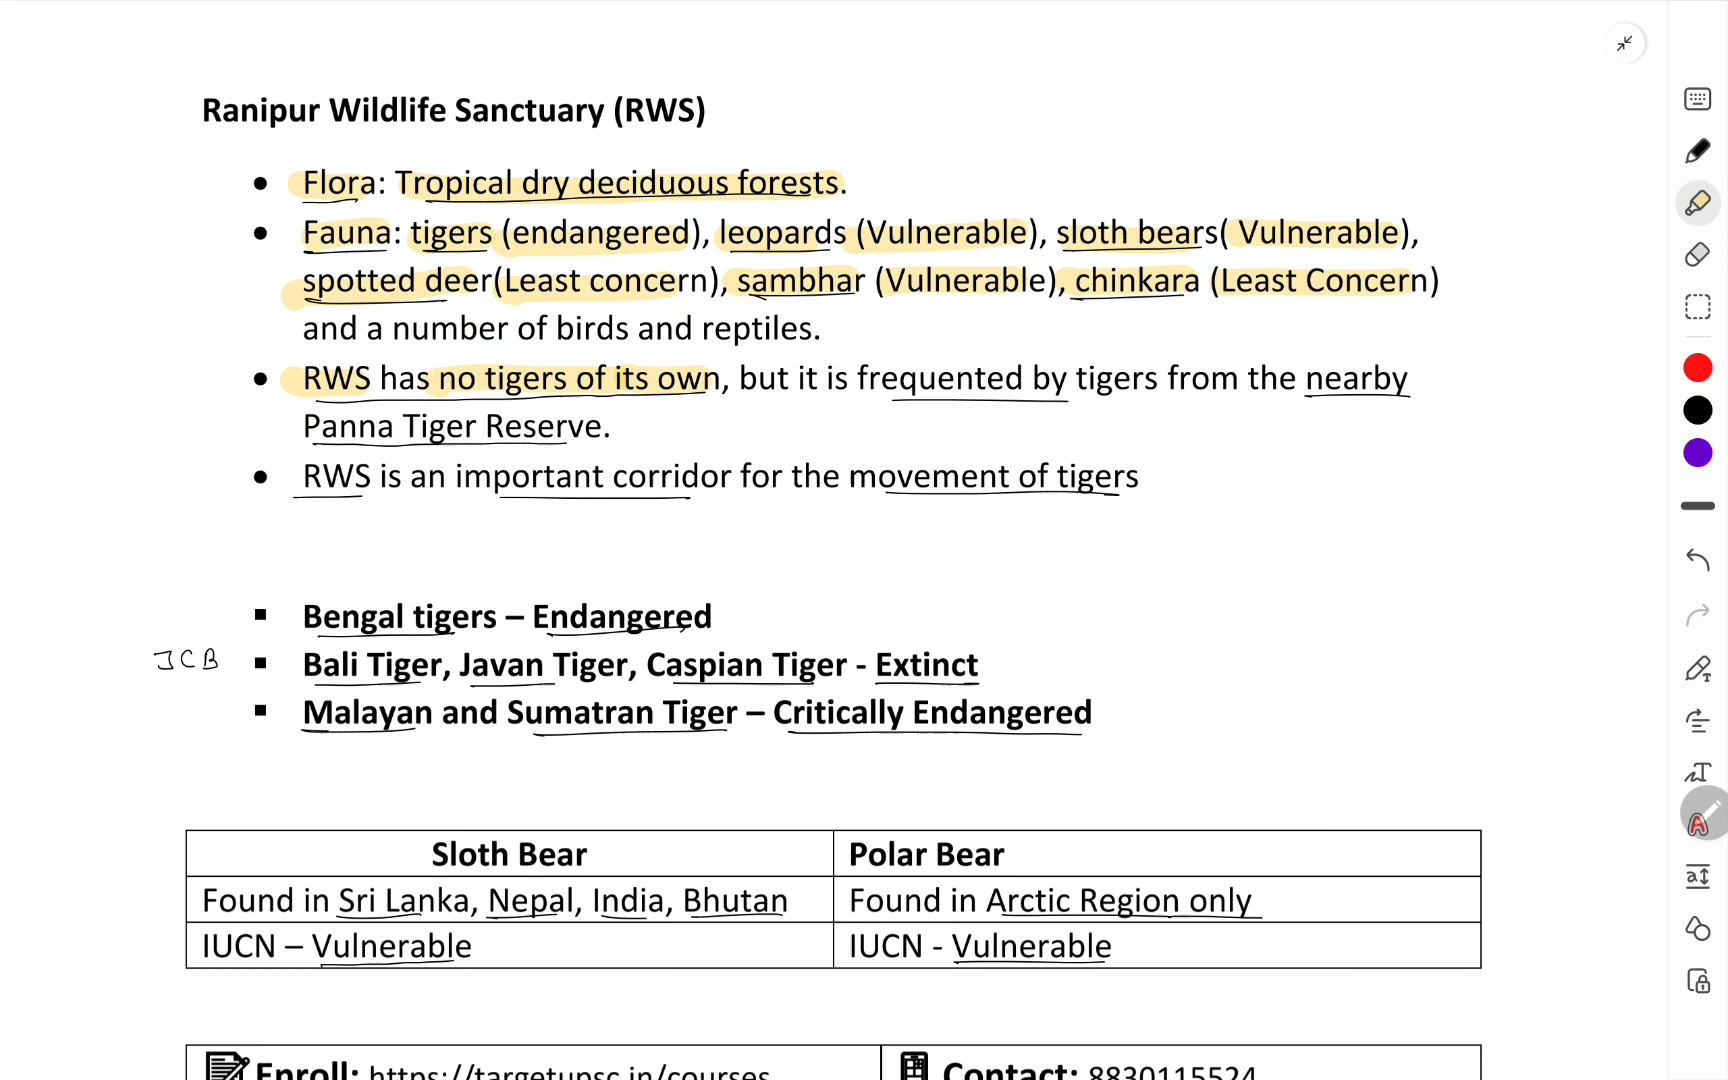 Ranipur Wildlife Sanctuary (RWS)
• Flora: Tropical dry deciduous forests.
• Fauna: tigers (endangered), leopards (Vulnerable), sloth bears( Vulnerable),
spotted deer(Least concern), sambhar (Vulnerable), chinkara (Least Concern)
and a number of birds and reptiles.
• RWS has no tigers of its own, but it is frequented by tigers from the nearby
Panna Tiger Reserve.
• RWS is an important corridor for the movement of tigers
▪ Bengal tigers – Endangered
JCB ▪ Bali Tiger, Javan Tiger, Caspian Tiger - Extinct
▪ Malayan and Sumatran Tiger – Critically Endangered
Sloth Bear Polar Bear
Found in Sri Lanka, Nepal, India, Bhutan Found in Arctic Region only
IUCN – Vulnerable IUCN - Vulnerable
Enroll: https://targetupsc.in/courses Contact: 8830115524